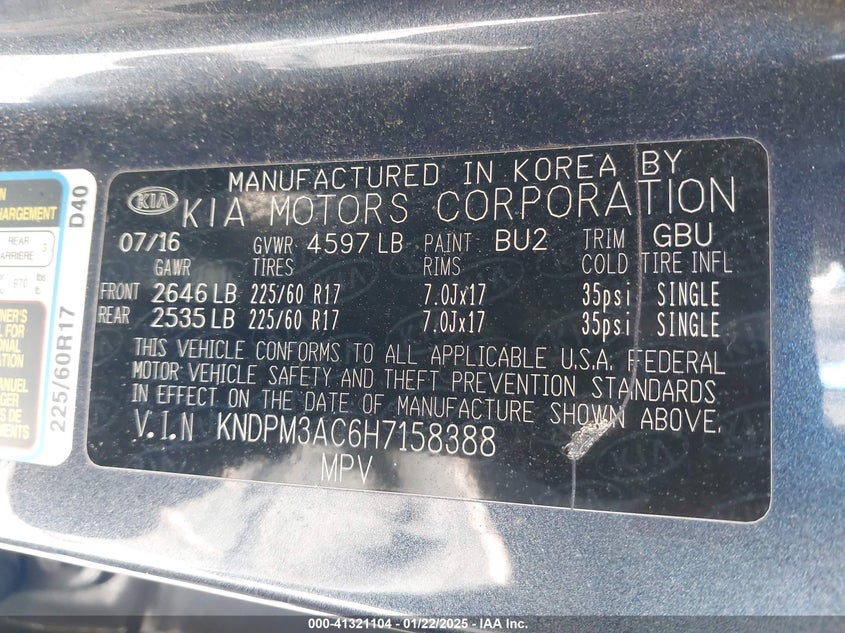 MANUFACTURED IN KOREA BY
KIA KIA MOTORS CORPORATION
07/16 GVWR 4597 LB PAINT BU2 TRIM GBU
GAWR TIRES RIMS COLD TIRE INFL
FRONT 2646 LB 225/60 R17 7.0Jx17 35psi SINGLE
REAR 2535 LB 225/60 R17 7.0Jx17 35psi SINGLE
THIS VEHICLE CONFORMS TO ALL APPLICABLE U.S.A. FEDERAL
MOTOR VEHICLE SAFETY AND THEFT PREVENTION STANDARDS
IN EFFECT ON THE DATE OF MANUFACTURE SHOWN ABOVE.
V.I.N KNDPM3AC6H7158388
MPV
D40
225/60R17
REAR
ARRIÈRE
3
000-41321104 - 01/22/2025 - IAA Inc.